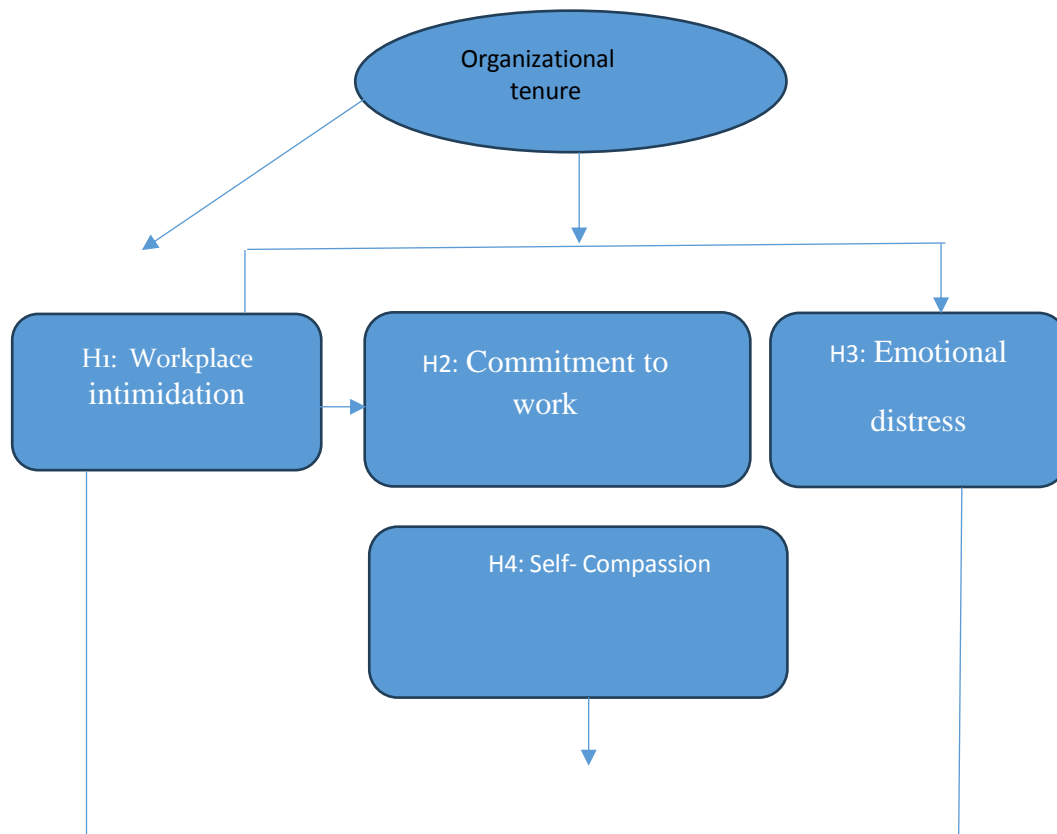 Organizational
tenure
H1: Workplace
intimidation
H2: Commitment to
work
H3: Emotional
distress
H4: Self- Compassion